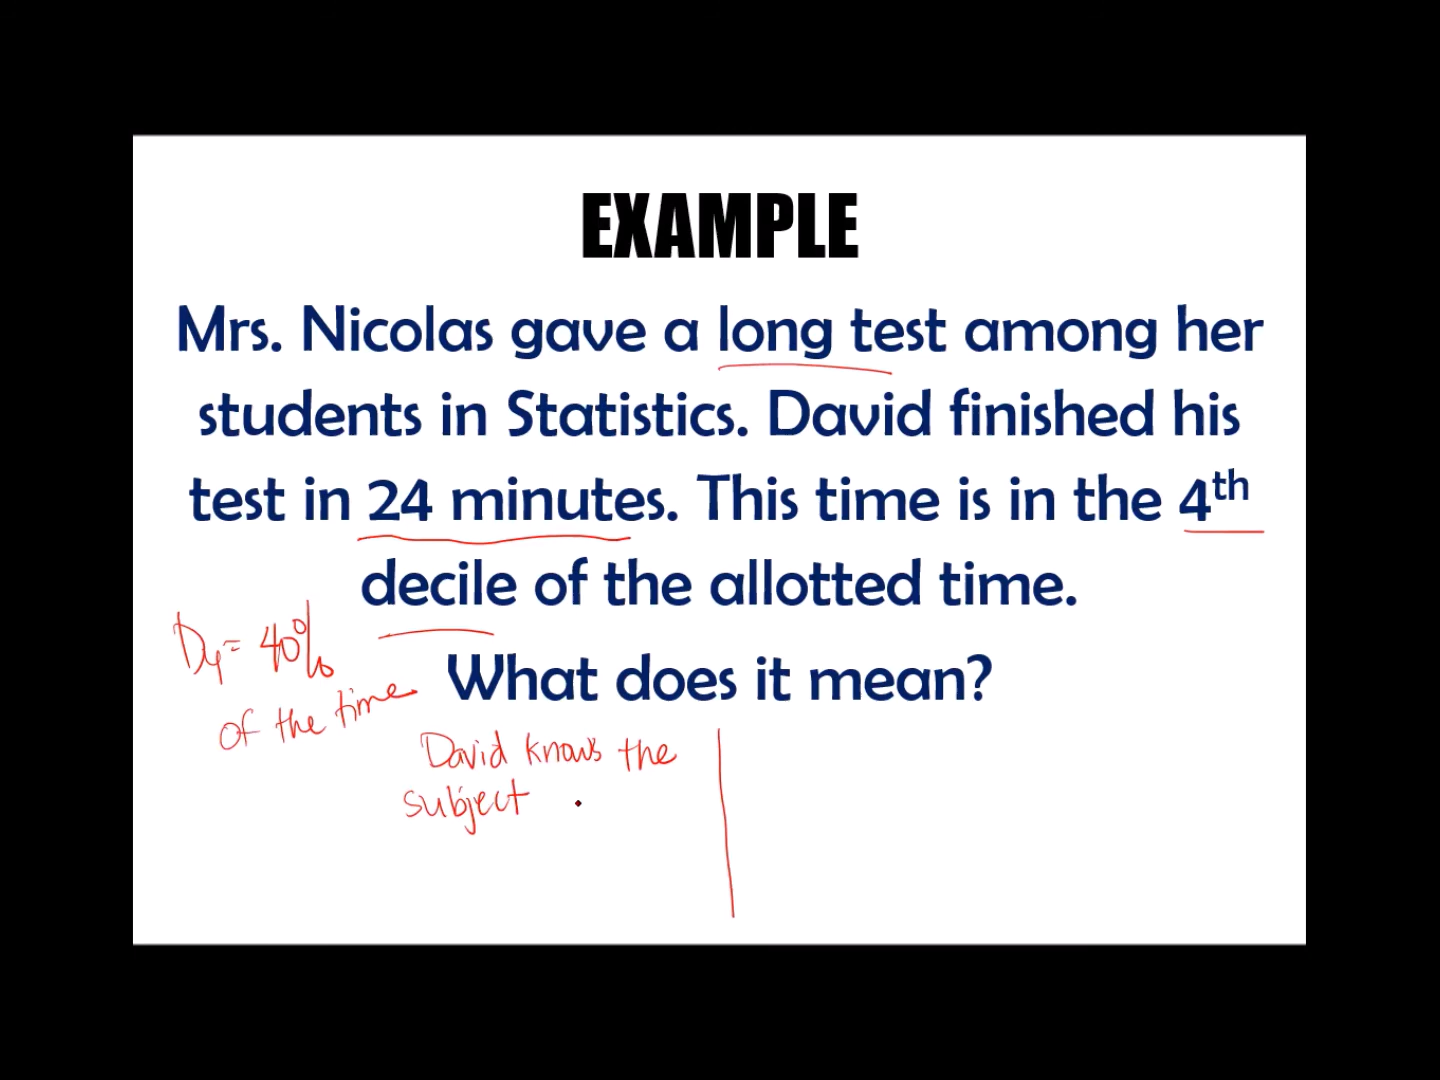 EXAMPLE
Mrs. Nicolas gave a long test among her
students in Statistics. David finished his
test in 24 minutes. This time is in the 4th
decile of the allotted time.
D4 = 40%
What does it mean?
of the time
David knows the
subject